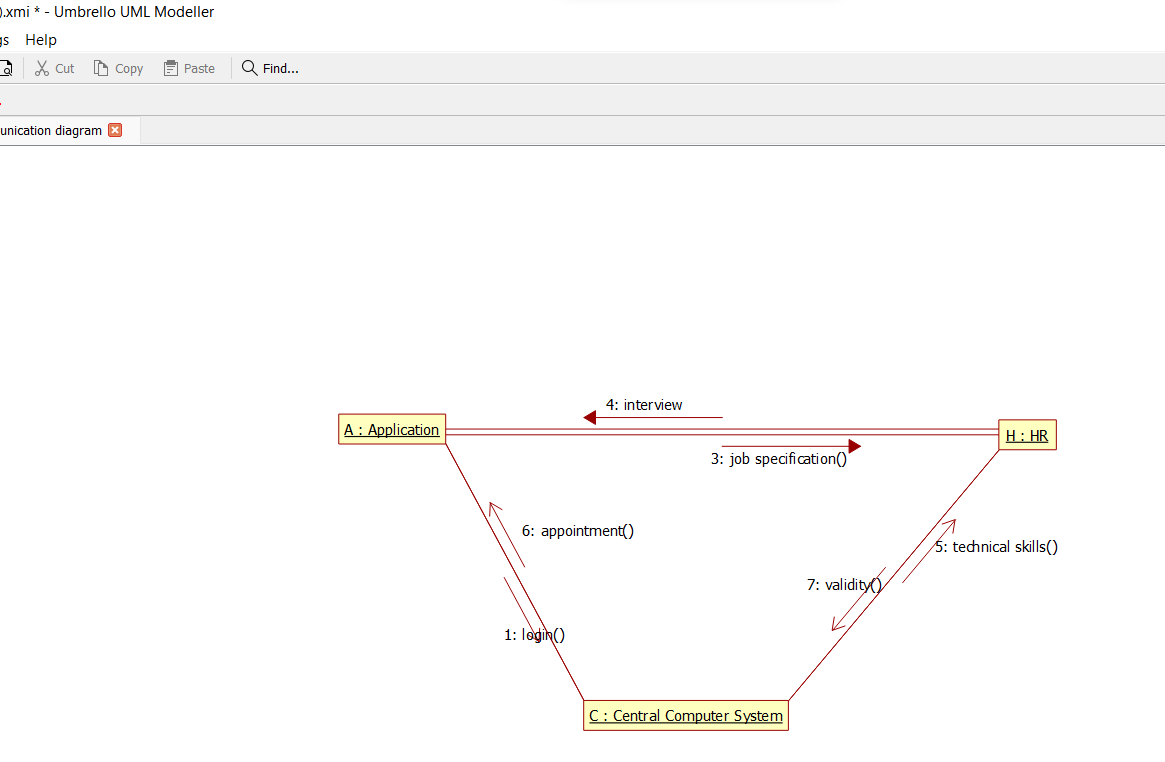 ).xmi * - Umbrello UML Modeller
gs Help
Cut Copy Paste Find...
unication diagram
4: interview
A : Application
H : HR
3: job specification()
6: appointment()
5: technical skills()
7: validity()
1: login()
C : Central Computer System